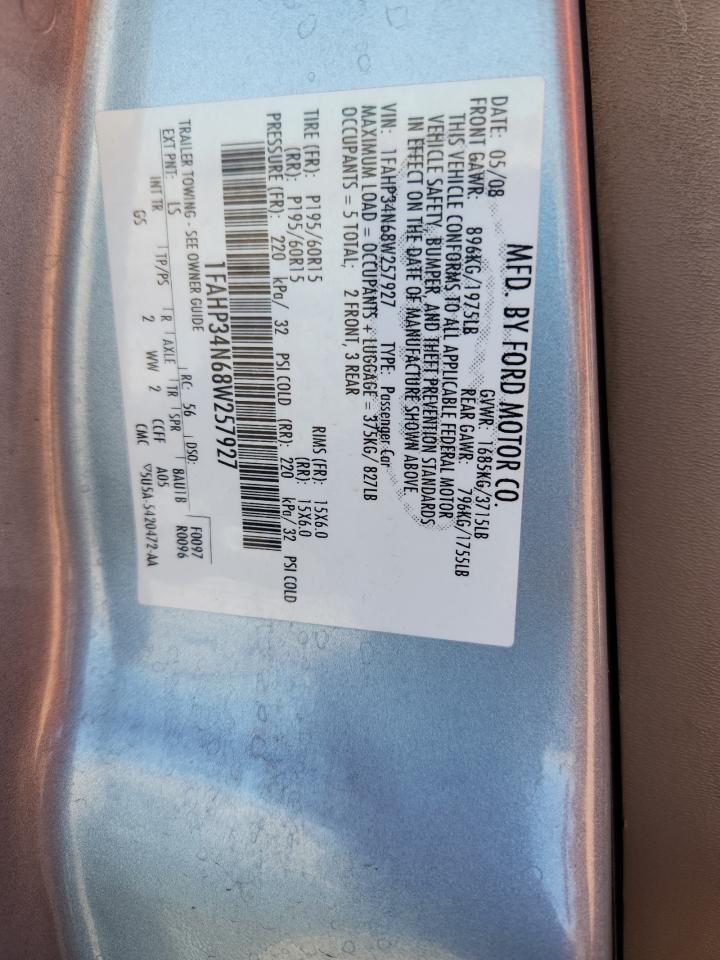 MFD. BY FORD MOTOR CO.
DATE: 05/08 GVWR: 1685KG/3715LB
FRONT GAWR: 896KG/1975LB REAR GAWR: 796KG/1755LB
THIS VEHICLE CONFORMS TO ALL APPLICABLE FEDERAL MOTOR
VEHICLE SAFETY, BUMPER, AND THEFT PREVENTION STANDARDS
IN EFFECT ON THE DATE OF MANUFACTURE SHOWN ABOVE
VIN: 1FAHP34N68W257927 TYPE: Passenger Car
MAXIMUM LOAD = OCCUPANTS + LUGGAGE = 375KG/827LB
OCCUPANTS = 5 TOTAL; 2 FRONT, 3 REAR
TIRE (FR): P195/60R15 RIMS (FR): 15X6.0
(RR): P195/60R15 (RR): 15X6.0
PRESSURE (FR): 220 kPa/ 32 PSI COLD (RR): 220 kPa/ 32 PSI COLD
1FAHP34N68W257927
TRAILER TOWING - SEE OWNER GUIDE F0097
EXT PNT: LS RC: 56 DSO: 8AU1B R0096
INT TR TP/PS R AXLE TR SPR CCFF A05
GS 2 WW 2 CMC 5U5A-5420472-AA